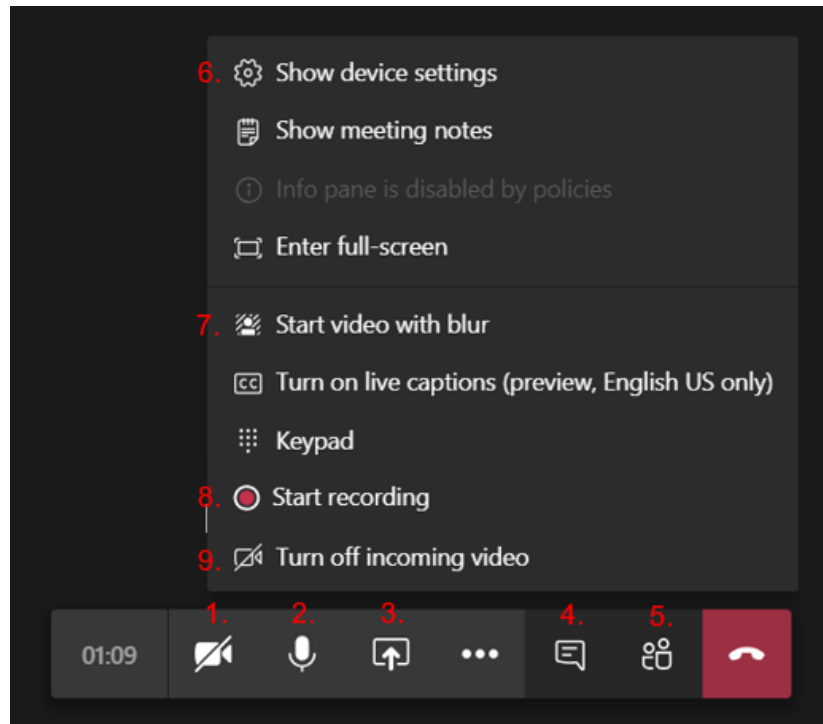 6. Show device settings
Show meeting notes
Info pane is disabled by policies
Enter full-screen
7. Start video with blur
CC Turn on live captions (preview, English US only)
Keypad
8. Start recording
9. Turn off incoming video
1. 2. 3. 4. 5.
01:09